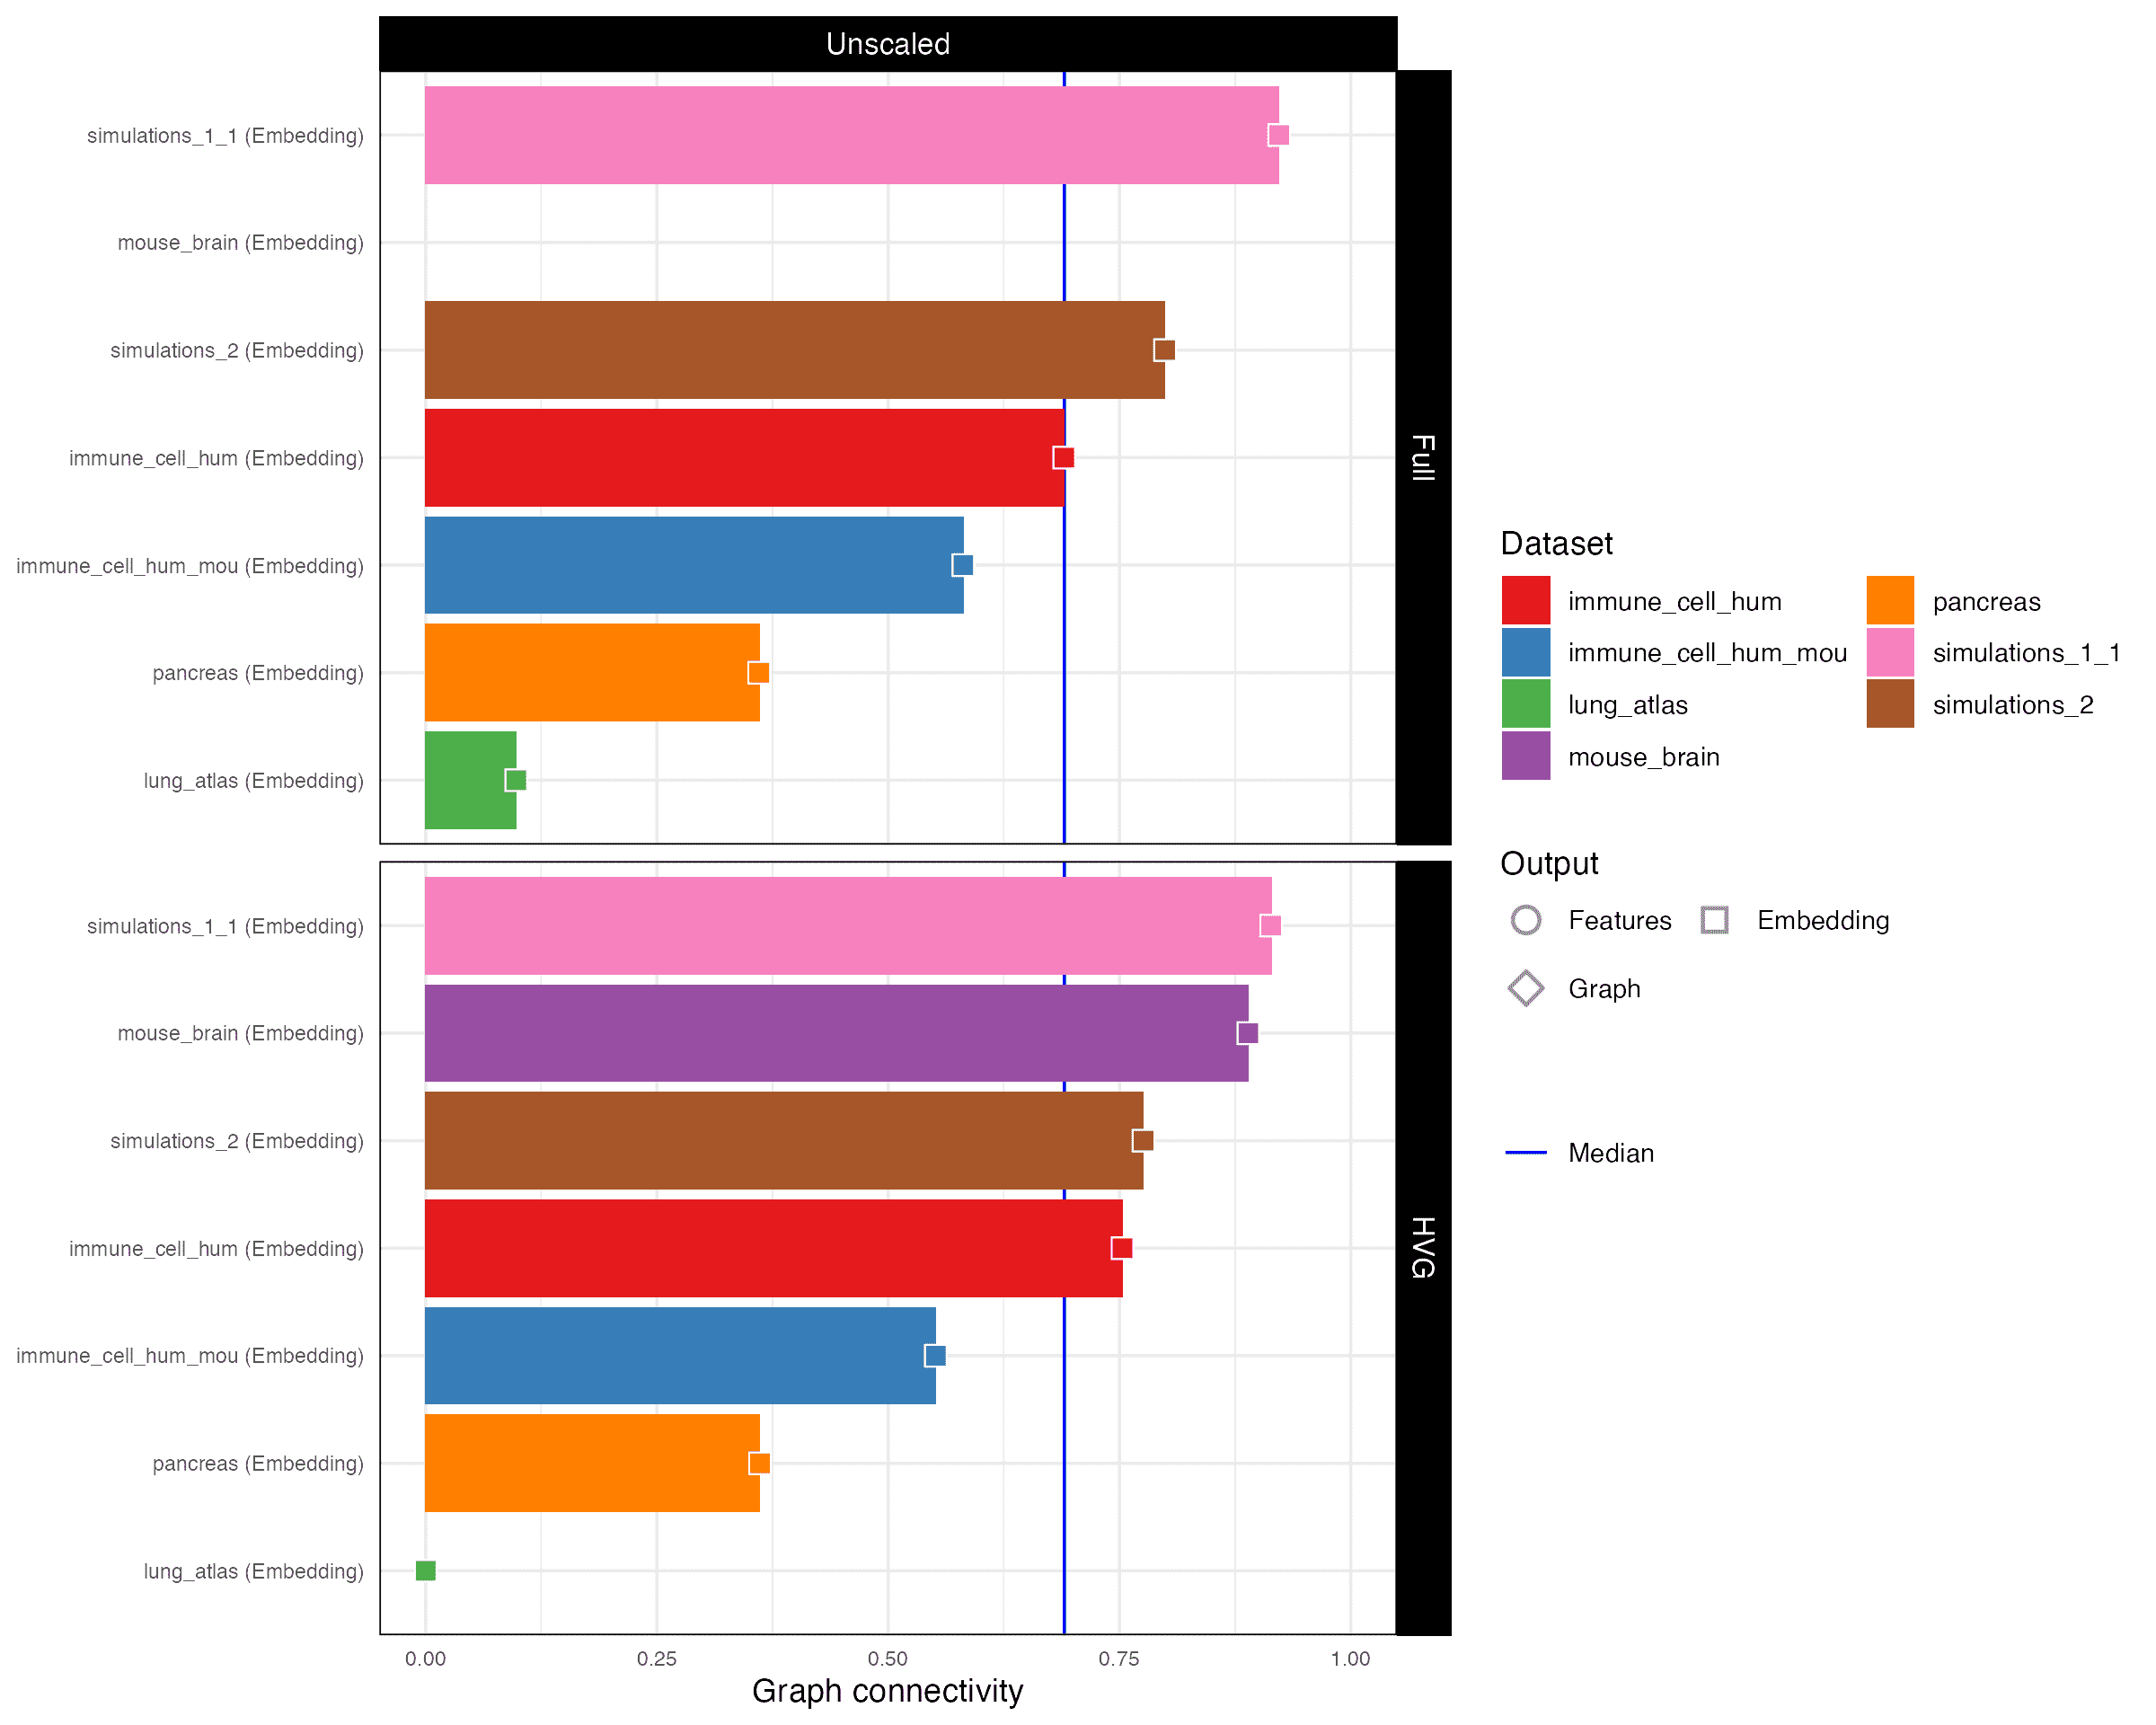 Unscaled
simulations_1_1 (Embedding)
mouse_brain (Embedding)
simulations_2 (Embedding)
immune_cell_hum (Embedding)
immune_cell_hum_mou (Embedding)
pancreas (Embedding)
lung_atlas (Embedding)
Full
simulations_1_1 (Embedding)
mouse_brain (Embedding)
simulations_2 (Embedding)
immune_cell_hum (Embedding)
immune_cell_hum_mou (Embedding)
pancreas (Embedding)
lung_atlas (Embedding)
HVG
0.00 0.25 0.50 0.75 1.00
Graph connectivity
Dataset
immune_cell_hum pancreas
immune_cell_hum_mou simulations_1_1
lung_atlas simulations_2
mouse_brain
Output
Features Embedding
Graph
Median